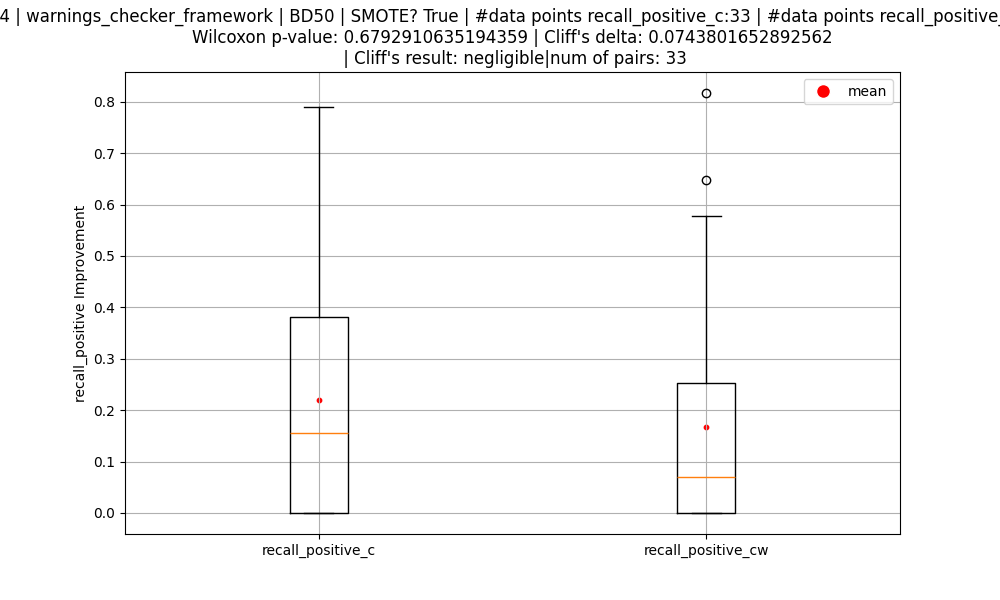 4 | warnings_checker_framework | BD50 | SMOTE? True | #data points recall_positive_c:33 | #data points recall_positive_
Wilcoxon p-value: 0.6792910635194359 | Cliff's delta: 0.0743801652892562
| Cliff's result: negligible|num of pairs: 33
mean
0.8
0.7
0.6
0.5
0.4
0.3
0.2
0.1
0.0
recall_positive Improvement
recall_positive_c
recall_positive_cw